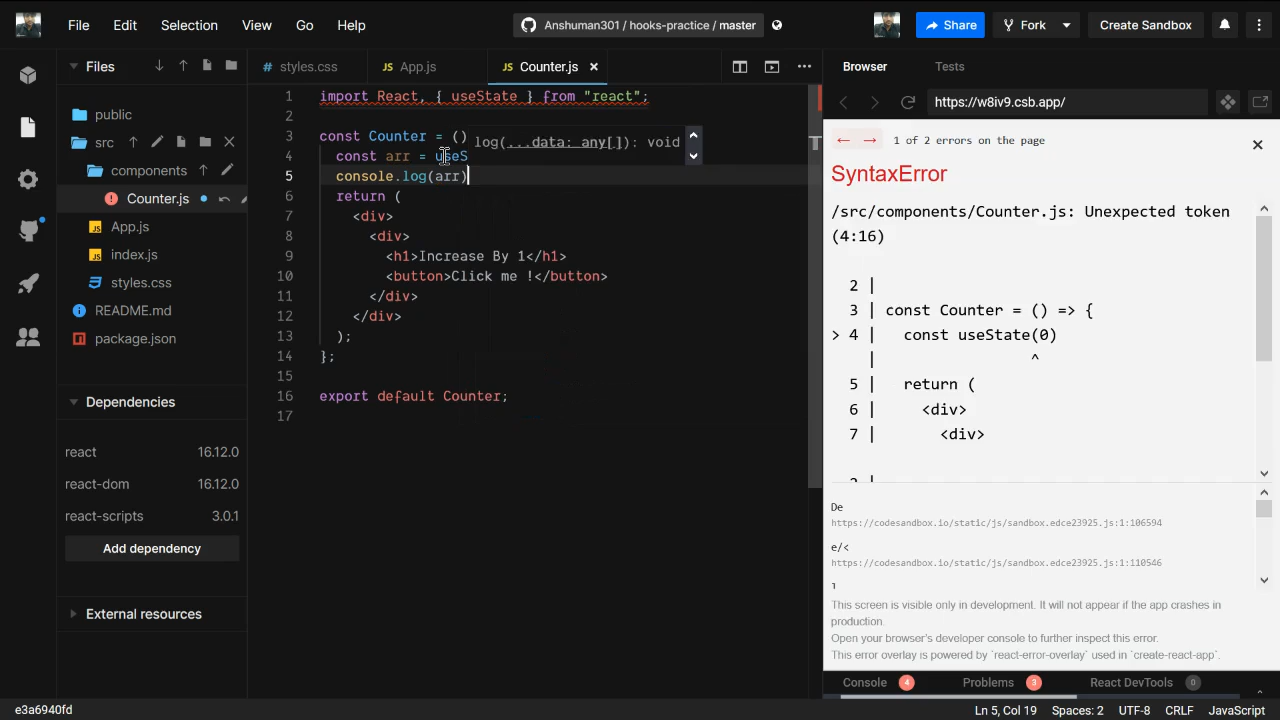 File Edit Selection View Go Help
Anshuman301 / hooks-practice / master
Share Fork Create Sandbox
Files
styles.css
JS App.js
JS Counter.js
Browser Tests
https://w8iv9.csb.app/
public
src
components
Counter.js
JS App.js
JS index.js
styles.css
README.md
package.json
Dependencies
react 16.12.0
react-dom 16.12.0
react-scripts 3.0.1
Add dependency
External resources
1 import React, { useState } from "react";
2
3 const Counter = ()
log(...data: any[]): void
4 const arr = useS
5 console.log(arr)
6 return (
7 <div>
8 <div>
9 <h1>Increase By 1</h1>
10 <button>Click me !</button>
11 </div>
12 </div>
13 );
14 };
15
16 export default Counter;
17
1 of 2 errors on the page
SyntaxError
/src/components/Counter.js: Unexpected token
(4:16)
2 |
3 | const Counter = () => {
> 4 | const useState(0)
| ^
5 | return (
6 | <div>
7 | <div>
De
https://codesandbox.io/static/js/sandbox.edce23925.js:1:106594
e/<
https://codesandbox.io/static/js/sandbox.edce23925.js:1:110546
This screen is visible only in development. It will not appear if the app crashes in
production.
Open your browser's developer console to further inspect this error.
This error overlay is powered by `react-error-overlay` used in `create-react-app`.
Console 4 Problems 3 React DevTools 0
e3a6940fd
Ln 5, Col 19 Spaces: 2 UTF-8 CRLF JavaScript